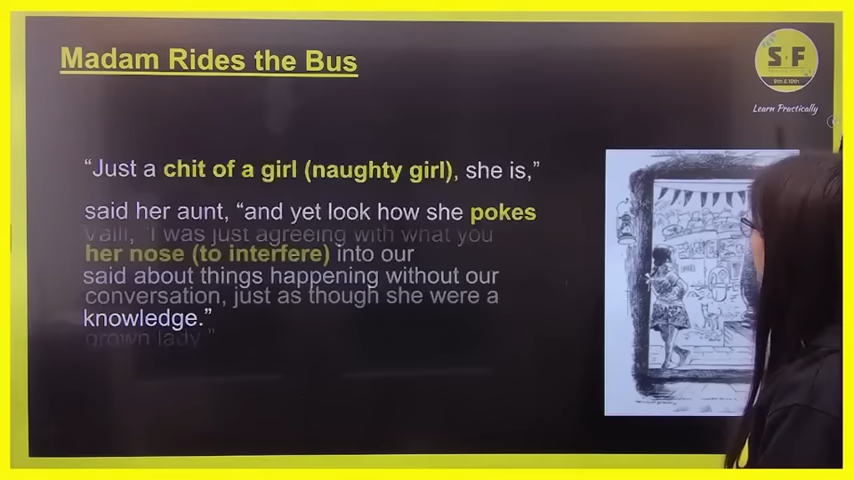 Madam Rides the Bus
S F
9th & 10th
Learn Practically
“Just a chit of a girl (naughty girl), she is,”
said her aunt, “and yet look how she pokes
Valli, “I was just agreeing with what you
her nose (to interfere) into our
said about things happening without our
conversation, just as though she were a
knowledge.”
grown lady.”